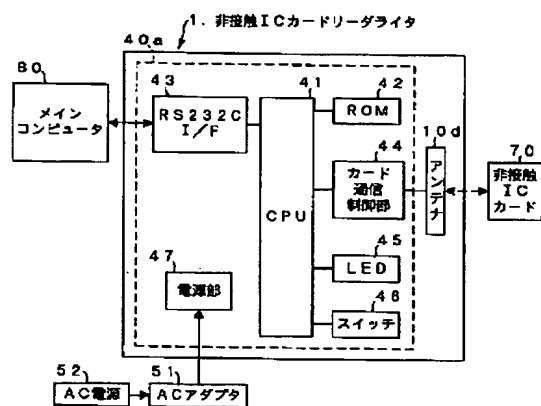 1. 非接触ICカードリーダライタ
40a
80
メイン
コンピュータ
43
RS232C
I/F
41
CPU
42
ROM
44
カード
通信
制御部
10d
アンテナ
70
非接触
IC
カード
45
LED
46
スイッチ
47
電源部
52
AC電源
51
ACアダプタ